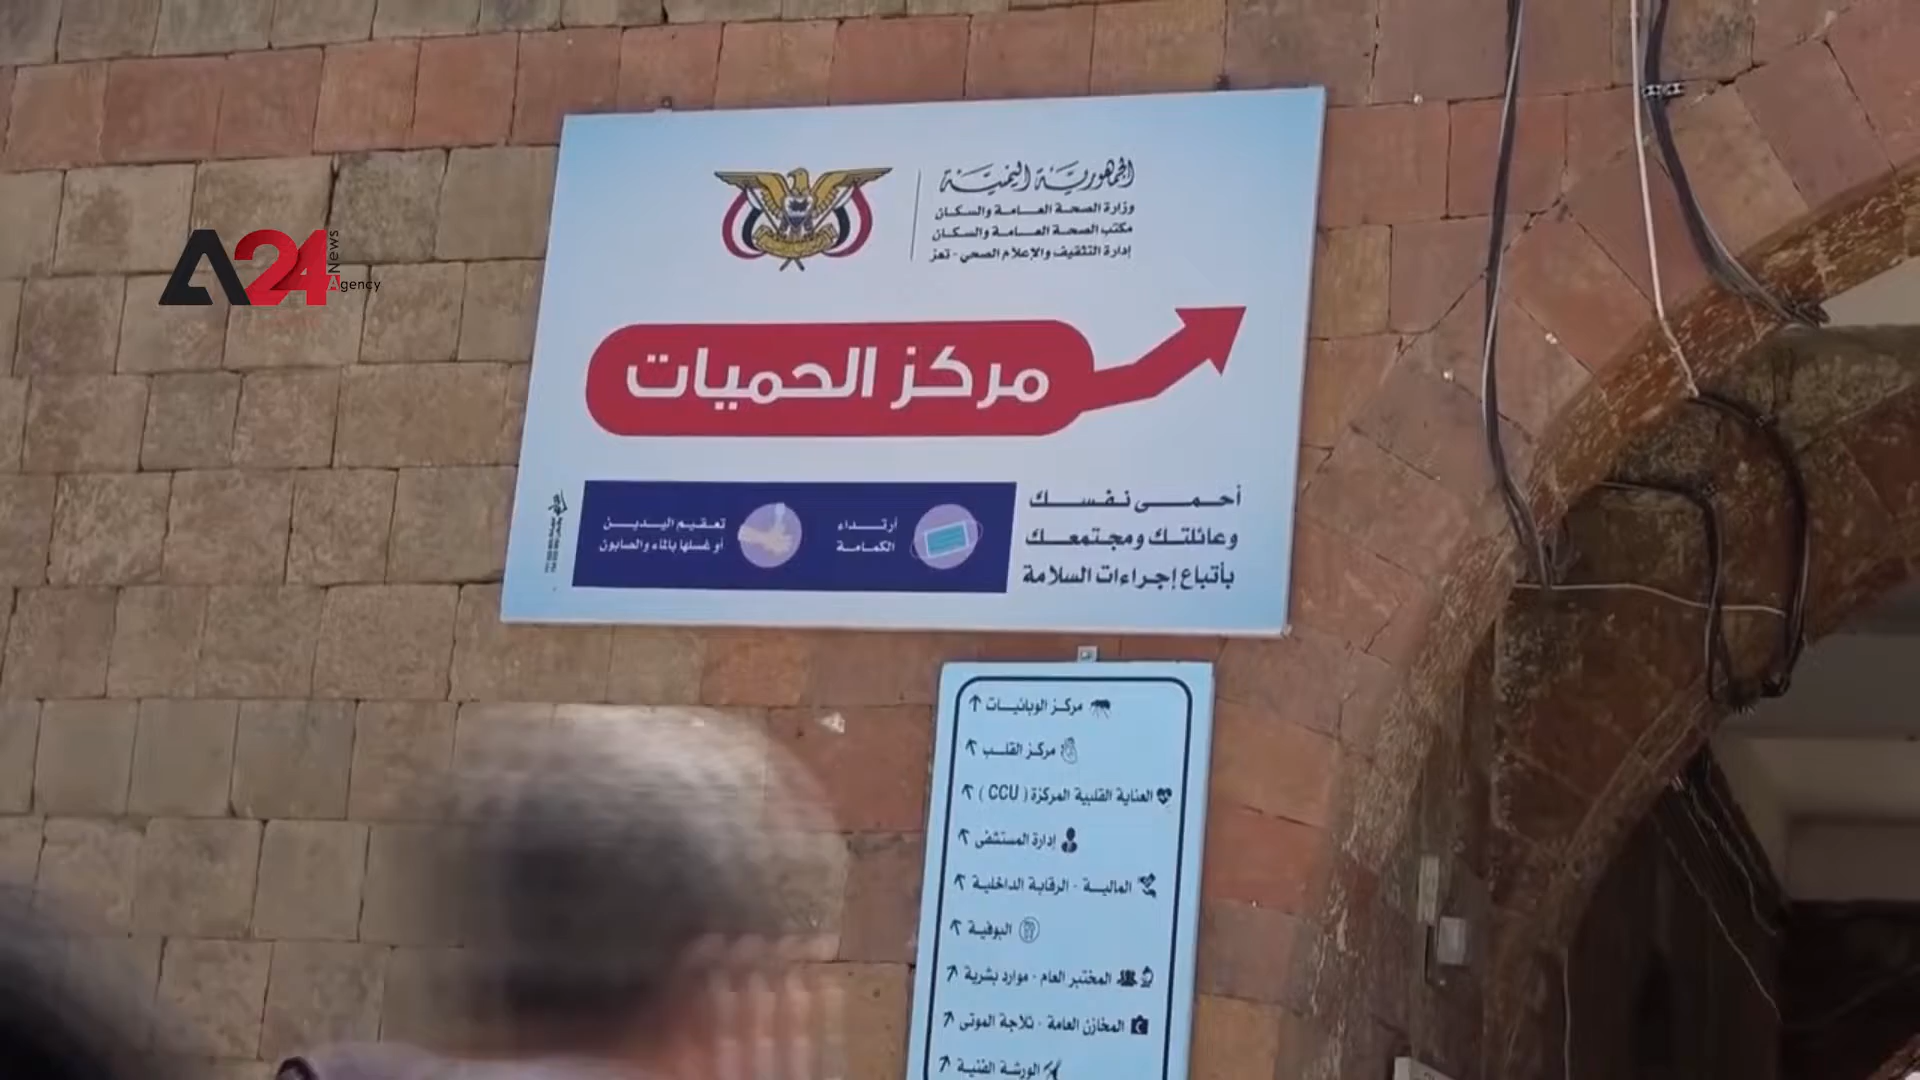 A24 News Agency
الجمهورية اليمنية
وزارة الصحة العامة والسكان
مكتب الصحة العامة والسكان
إدارة التثقيف والإعلام الصحي - تعز
مركز الحميات
أحمي نفسك
وعائلتك ومجتمعك
بأتباع إجراءات السلامة
أرتداء
الكمامة
تعقيم اليدين
أو غسلها بالماء والصابون
مركز الوبائيات
مركز القلب
العناية القلبية المركزة ( CCU )
إدارة المستشفى
المالية - الرقابة الداخلية
البوفية
المختبر العام - موارد بشرية
المخازن العامة - ثلاجة الموتى
الورشة الفنية